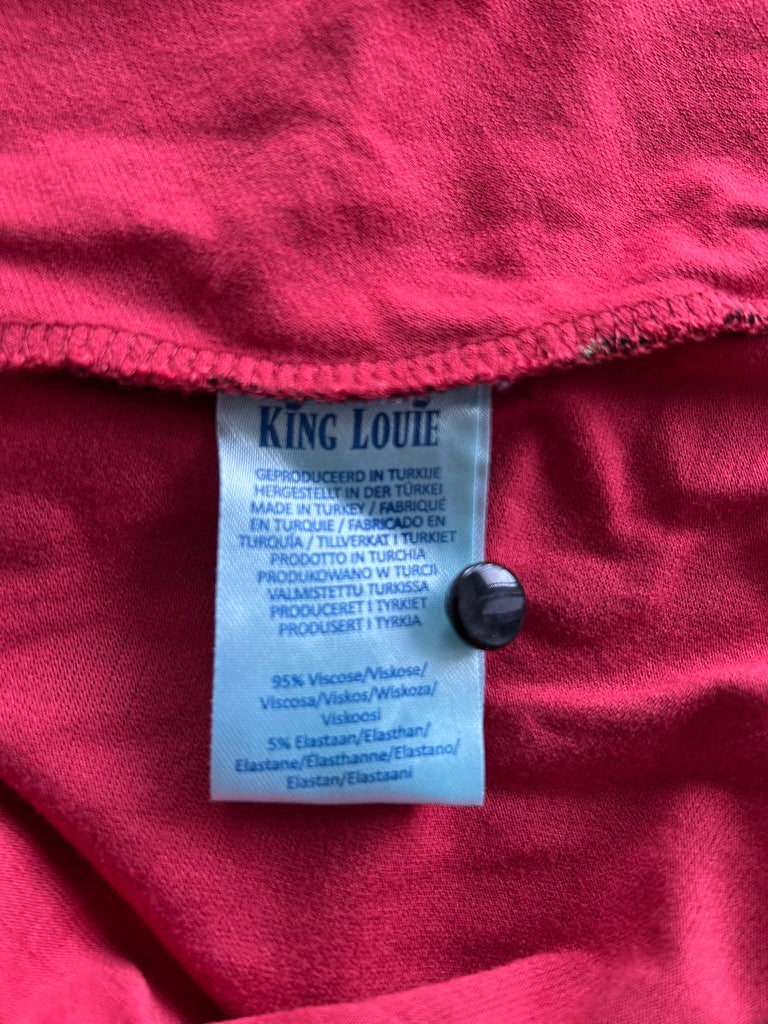 KING LOUIE
GEPRODUCEERD IN TURKIJE
HERGESTELLT IN DER TÜRKEI
MADE IN TURKEY / FABRIQUÉ
EN TURQUIE / FABRICADO EN
TURQUÍA / TILLVERKAT I TURKIET
PRODOTTO IN TURCHIA
PRODUKOWANO W TURCJI
VALMISTETTU TURKISSA
PRODUCERET I TYRKIET
PRODUSERT I TYRKIA
95% Viscose/Viskose/
Viscosa/Viskos/Wiskoza/
Viskoosi
5% Elastaan/Elasthan/
Elastane/Élasthanne/Elastano/
Elastan/Elastaani